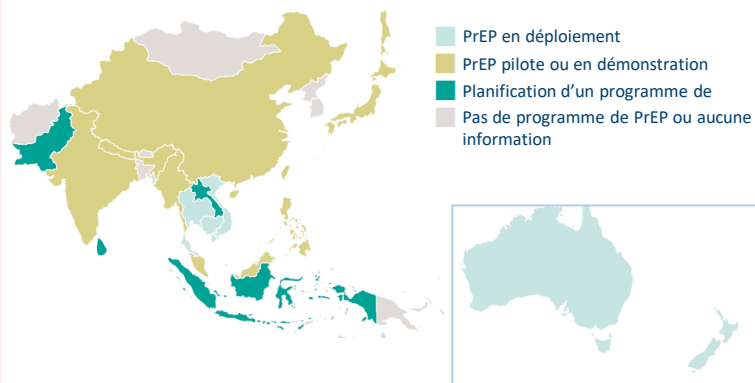 PrEP en déploiement
PrEP pilote ou en démonstration
Planification d’un programme de
Pas de programme de PrEP ou aucune
information